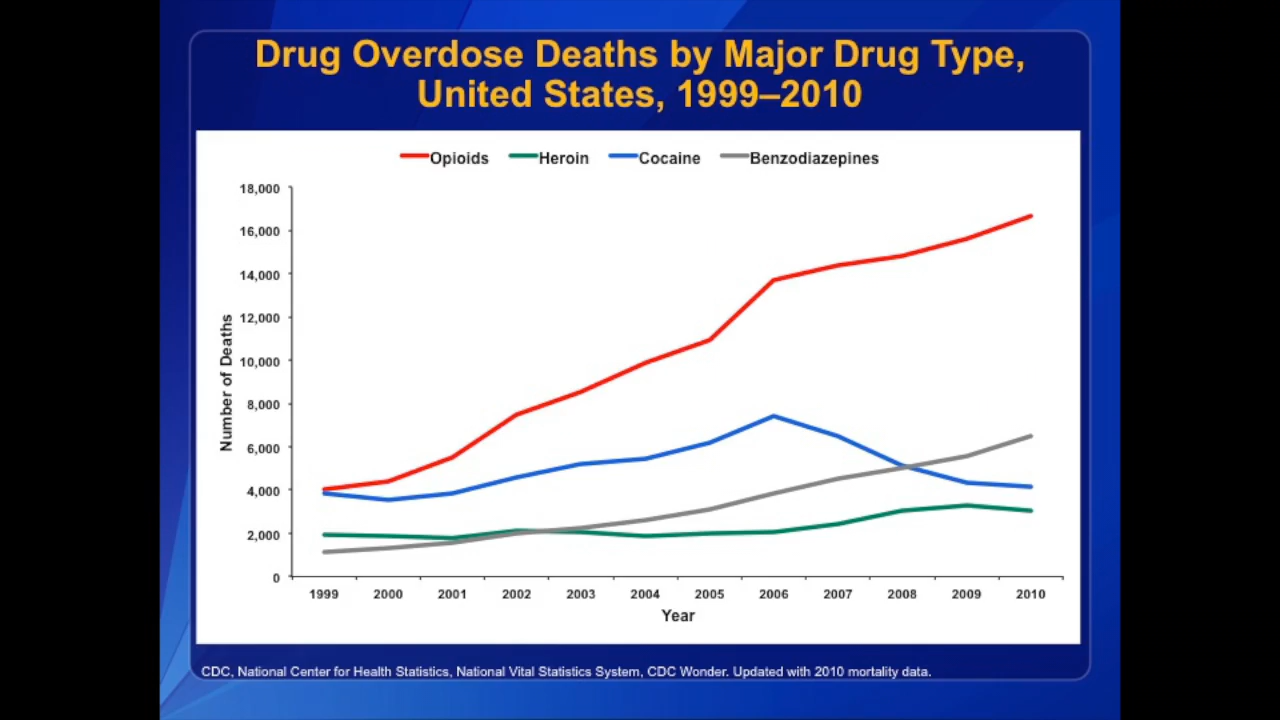 Drug Overdose Deaths by Major Drug Type,
United States, 1999–2010
Opioids Heroin Cocaine Benzodiazepines
18,000
16,000
14,000
12,000
10,000
8,000
6,000
4,000
2,000
0
Number of Deaths
1999 2000 2001 2002 2003 2004 2005 2006 2007 2008 2009 2010
Year
CDC, National Center for Health Statistics, National Vital Statistics System, CDC Wonder. Updated with 2010 mortality data.